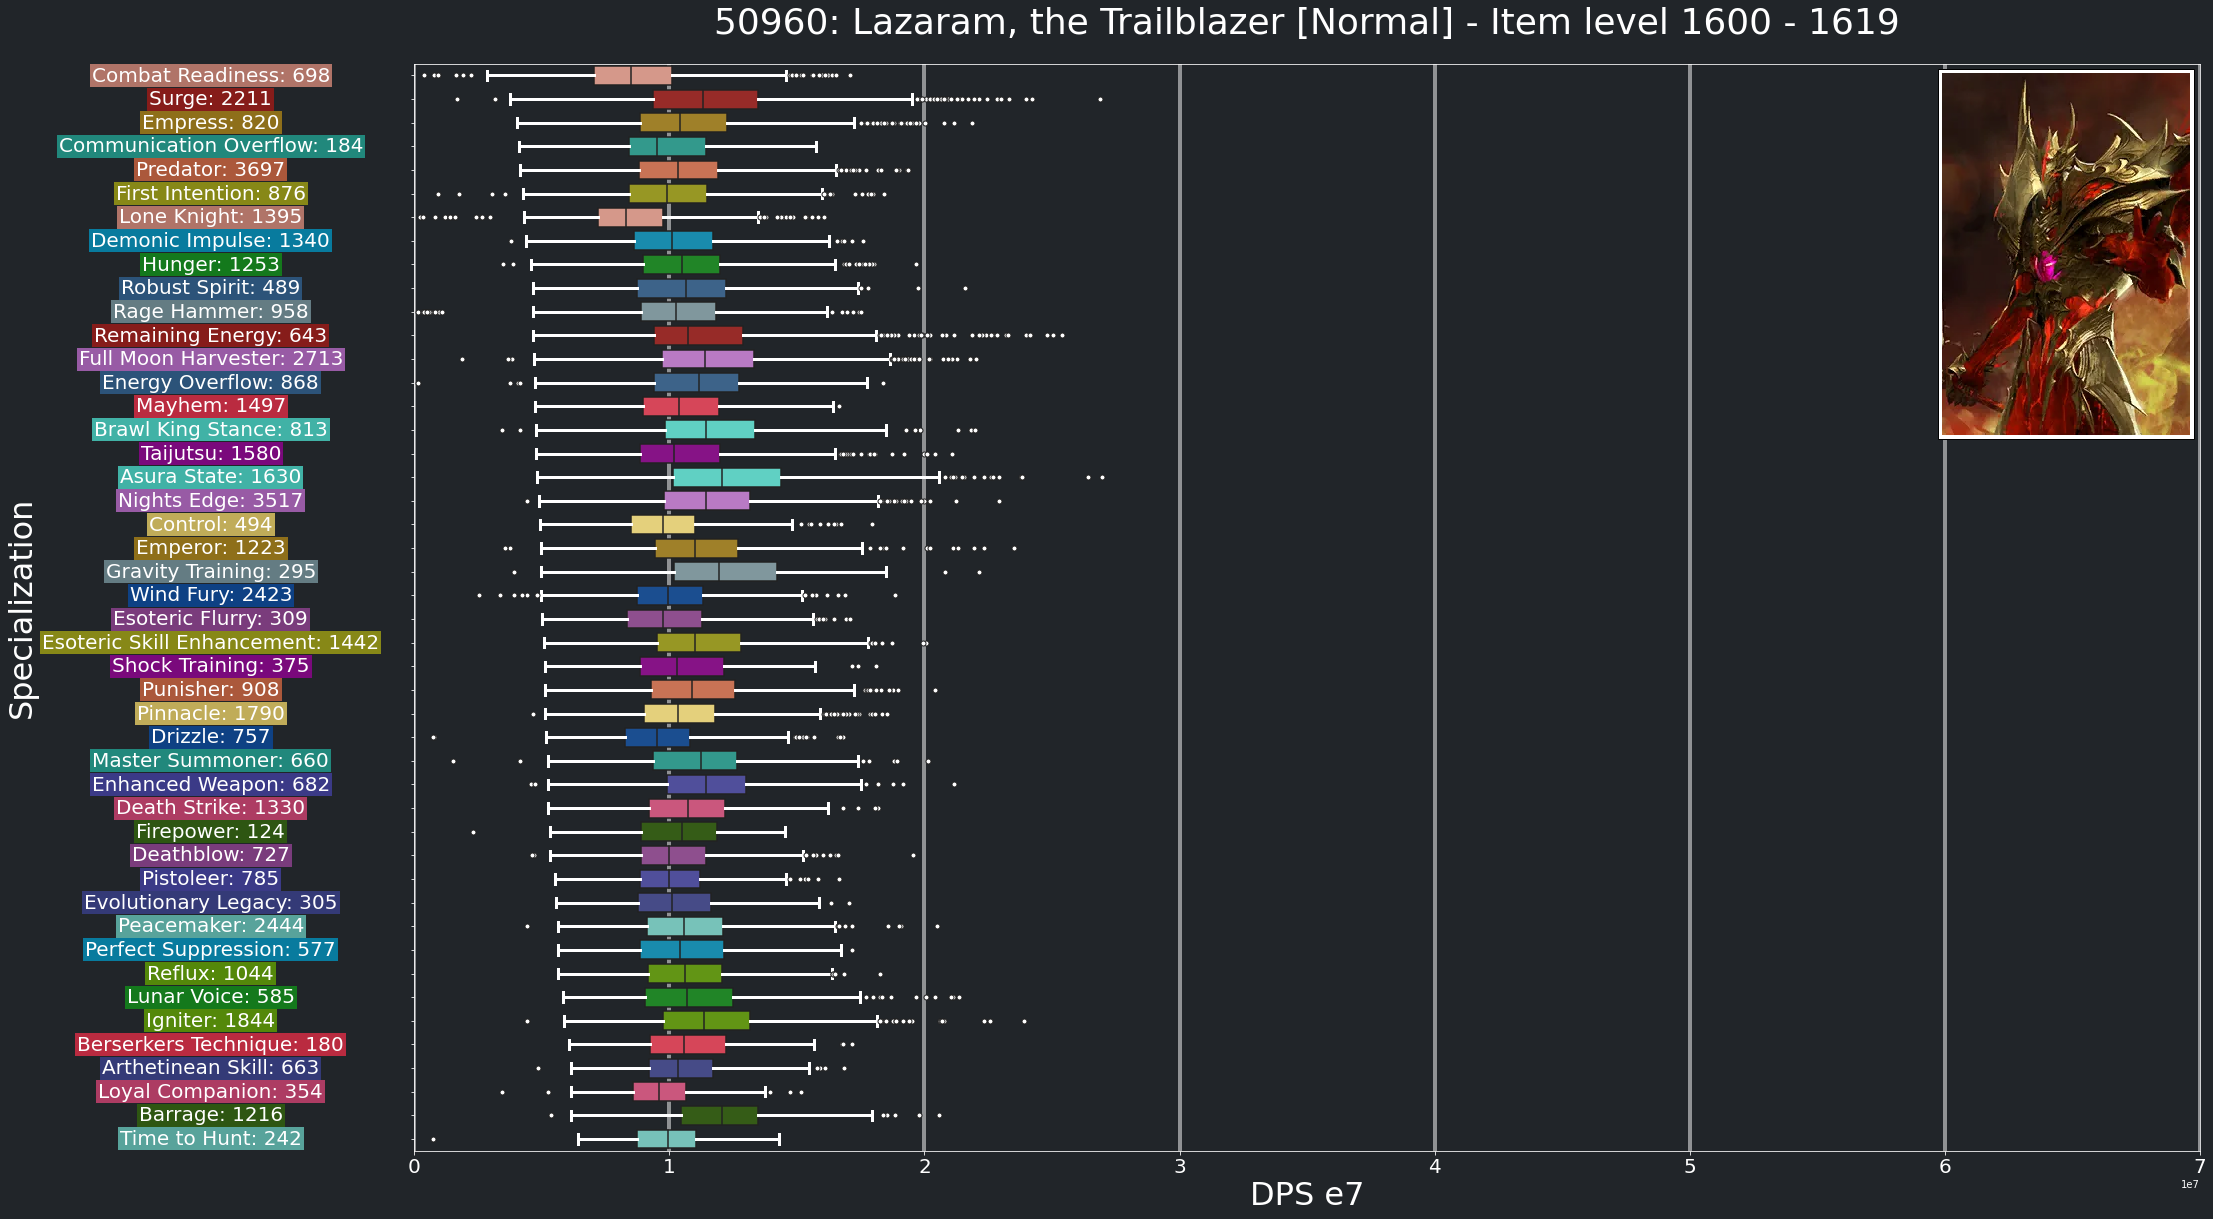 50960: Lazaram, the Trailblazer [Normal] - Item level 1600 - 1619
Combat Readiness: 698
Surge: 2211
Empress: 820
Communication Overflow: 184
Predator: 3697
First Intention: 876
Lone Knight: 1395
Demonic Impulse: 1340
Hunger: 1253
Robust Spirit: 489
Rage Hammer: 958
Remaining Energy: 643
Full Moon Harvester: 2713
Energy Overflow: 868
Mayhem: 1497
Brawl King Stance: 813
Taijutsu: 1580
Asura State: 1630
Nights Edge: 3517
Control: 494
Emperor: 1223
Gravity Training: 295
Wind Fury: 2423
Esoteric Flurry: 309
Esoteric Skill Enhancement: 1442
Shock Training: 375
Punisher: 908
Pinnacle: 1790
Drizzle: 757
Master Summoner: 660
Enhanced Weapon: 682
Death Strike: 1330
Firepower: 124
Deathblow: 727
Pistoleer: 785
Evolutionary Legacy: 305
Peacemaker: 2444
Perfect Suppression: 577
Reflux: 1044
Lunar Voice: 585
Igniter: 1844
Berserkers Technique: 180
Arthetinean Skill: 663
Loyal Companion: 354
Barrage: 1216
Time to Hunt: 242
Specialization
0 1 2 3 4 5 6 7
DPS e7
1e7